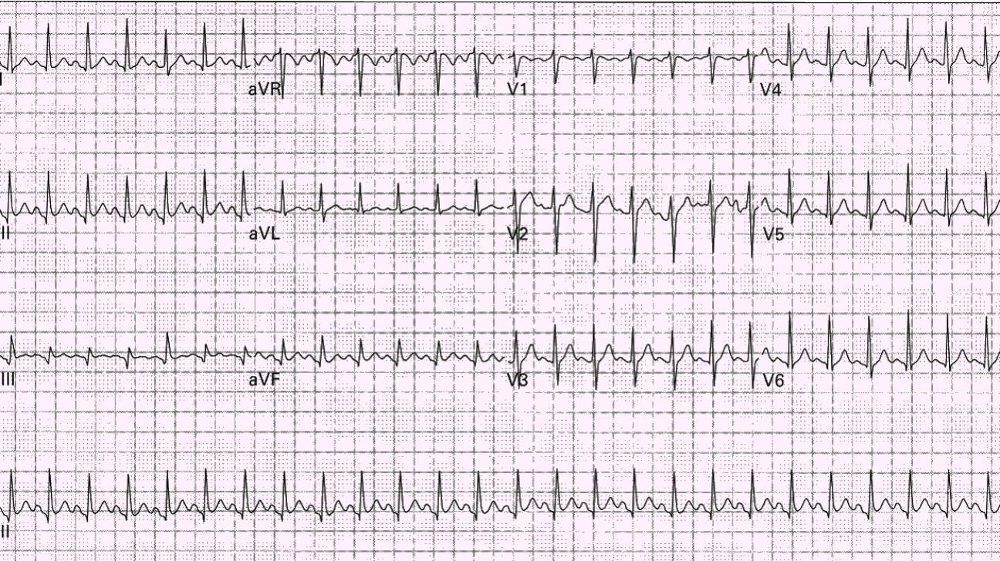 I aVR V1 V4
II aVL V2 V5
III aVF V3 V6
II